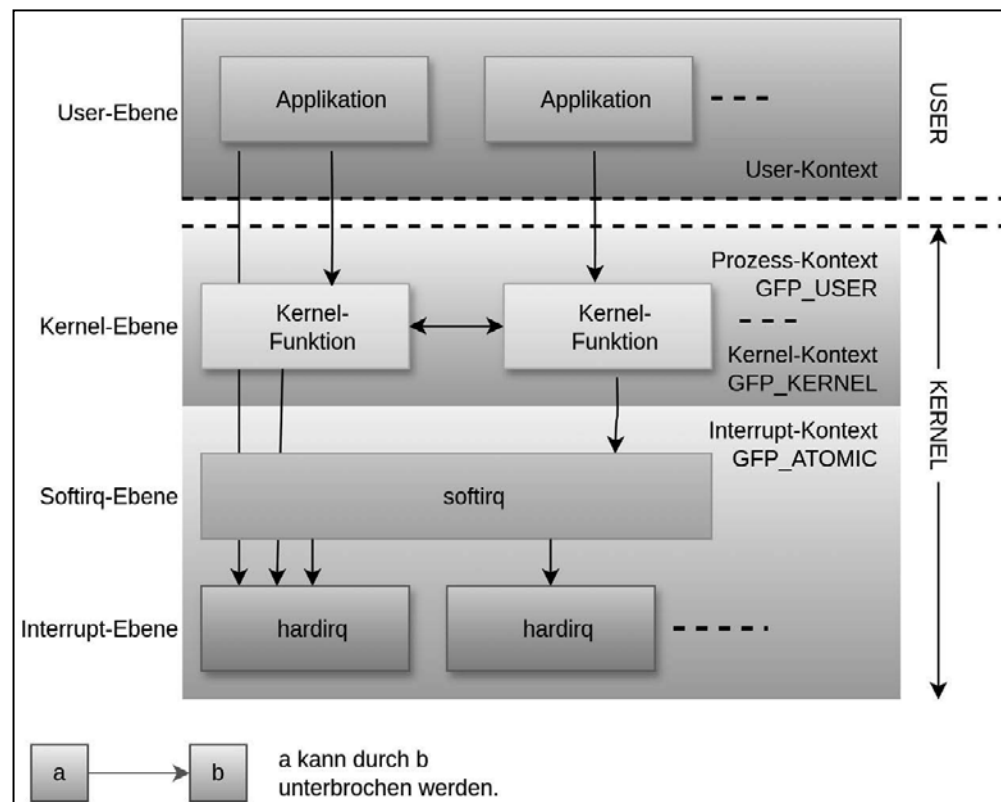 User-Ebene
Applikation
Applikation
User-Kontext
USER
Kernel-Ebene
Kernel-
Funktion
Kernel-
Funktion
Prozess-Kontext
GFP_USER
Kernel-Kontext
GFP_KERNEL
KERNEL
Interrupt-Kontext
GFP_ATOMIC
Softirq-Ebene
softirq
Interrupt-Ebene
hardirq
hardirq
a
b
a kann durch b
unterbrochen werden.